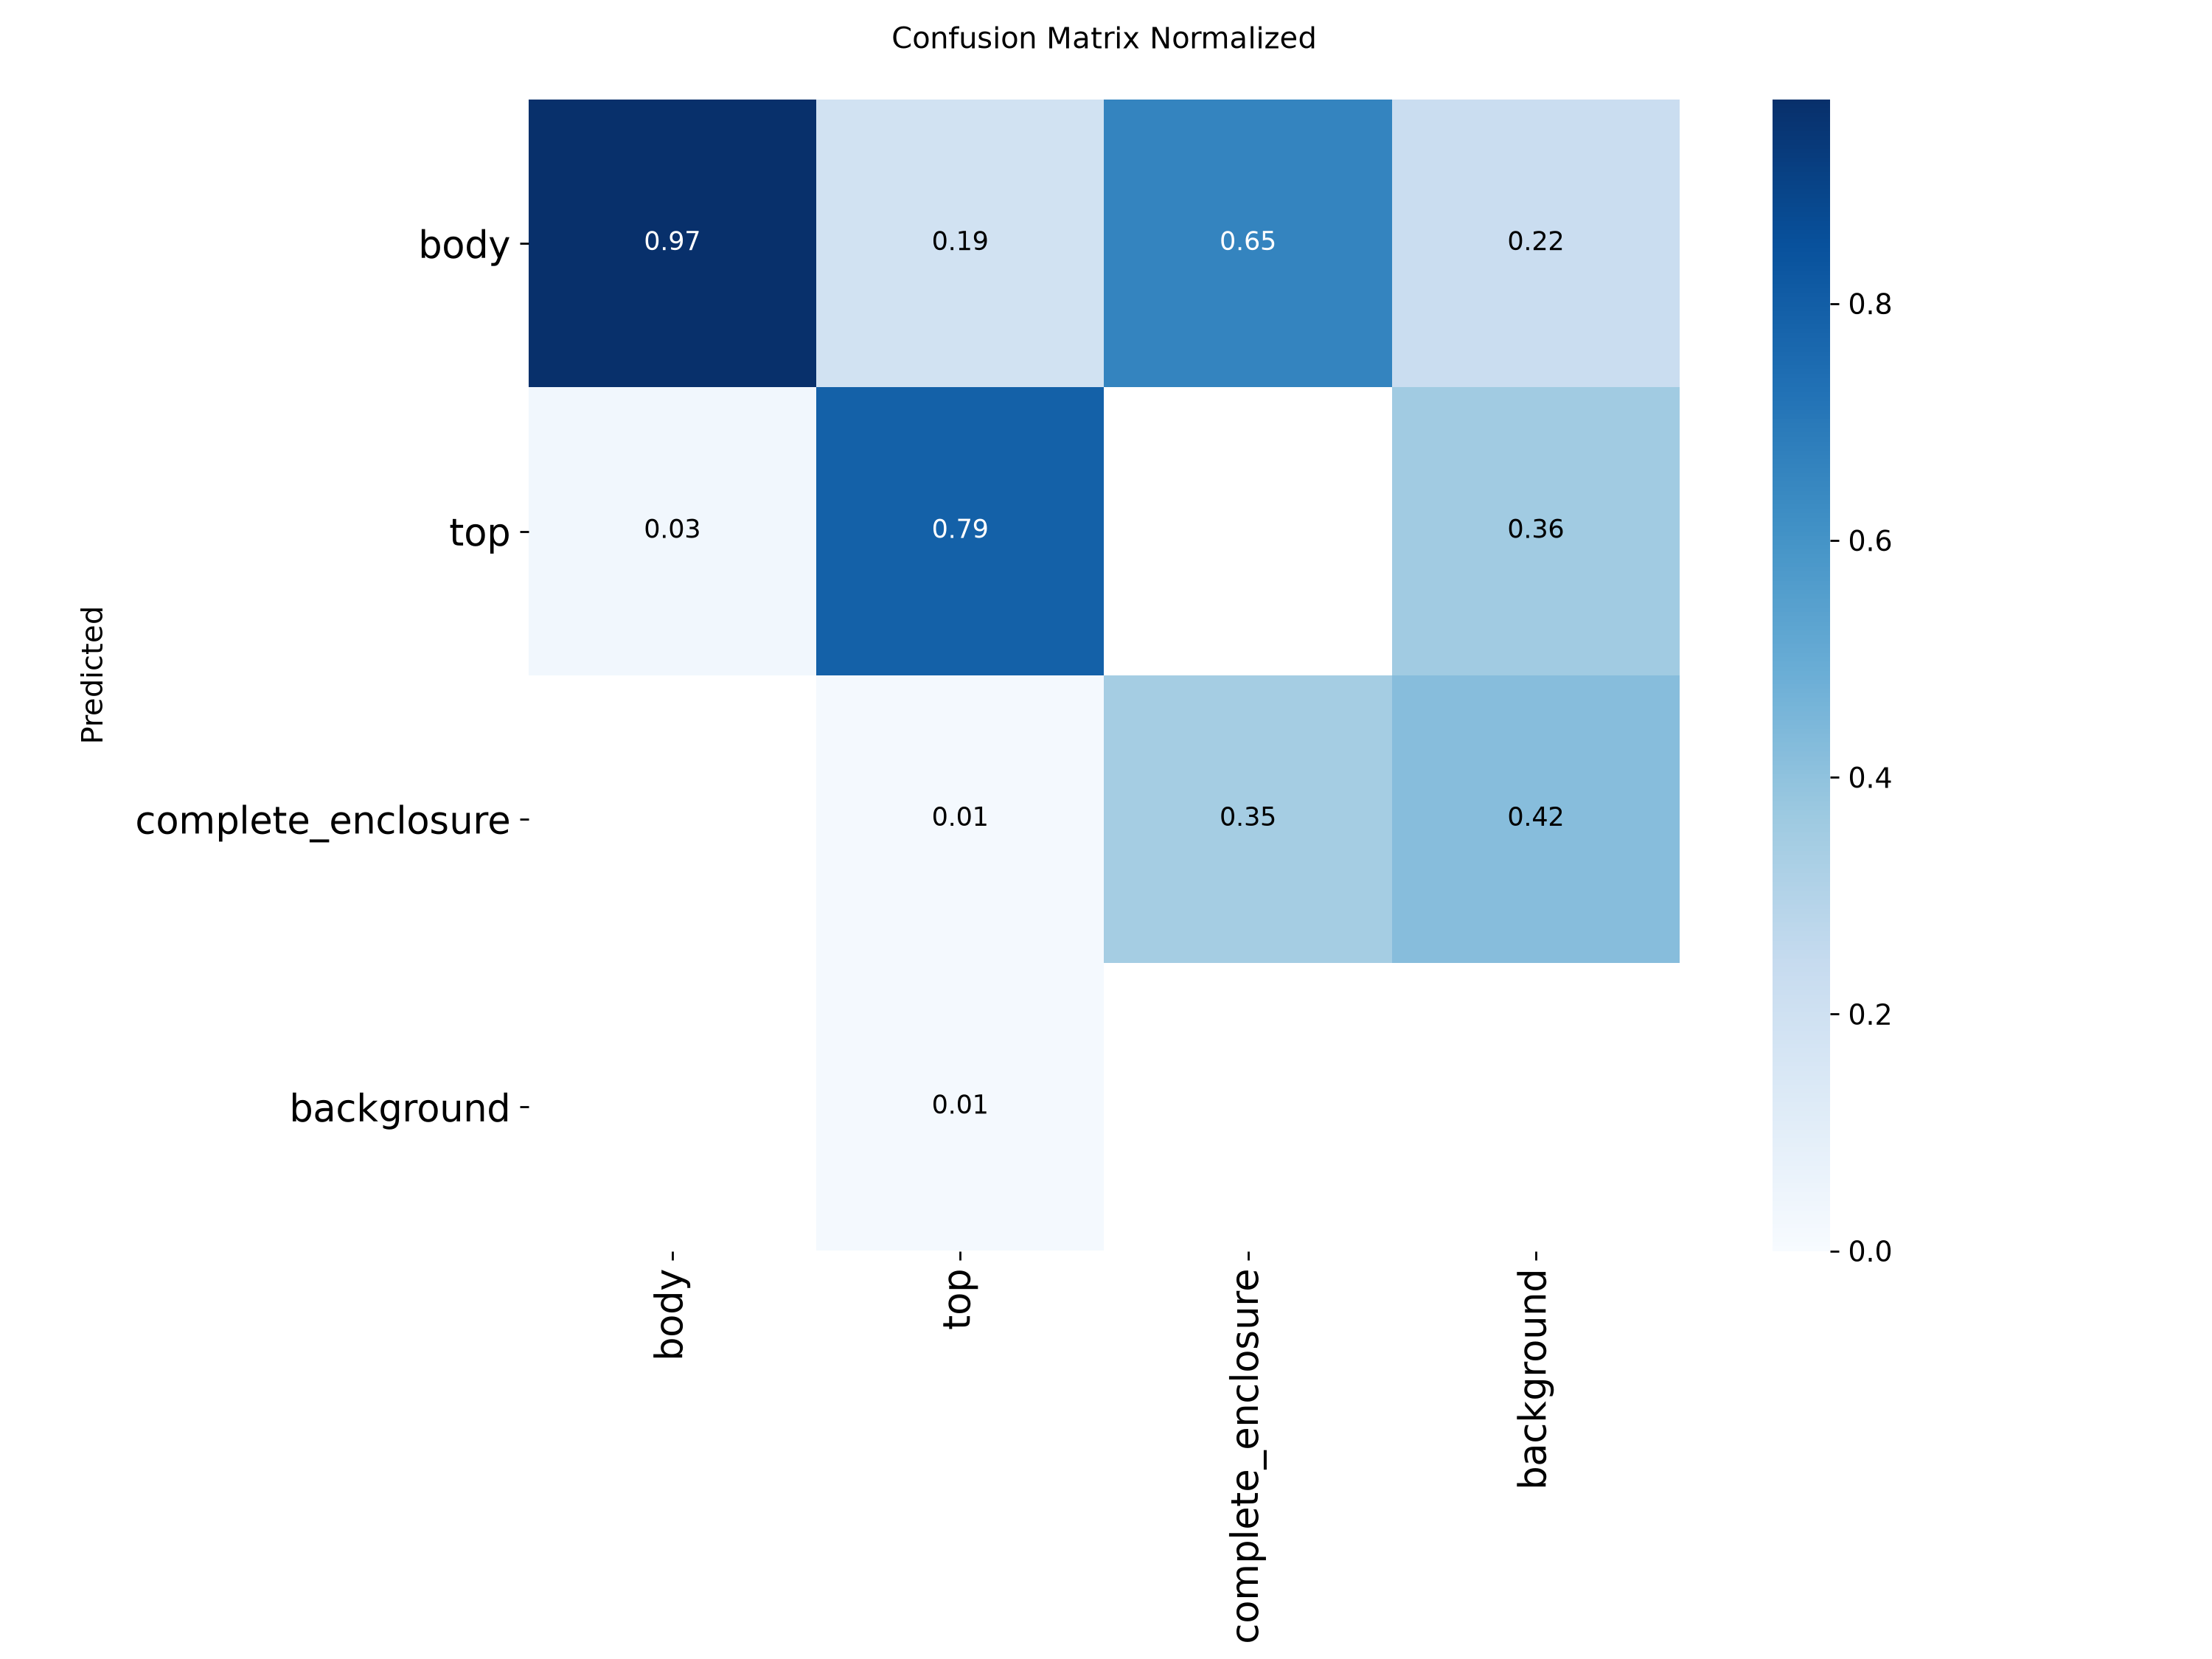 Confusion Matrix Normalized
Predicted
body
0.97
0.19
0.65
0.22
top
0.03
0.79
0.36
complete_enclosure
0.01
0.35
0.42
background
0.01
body
top
complete_enclosure
background
0.8
0.6
0.4
0.2
0.0